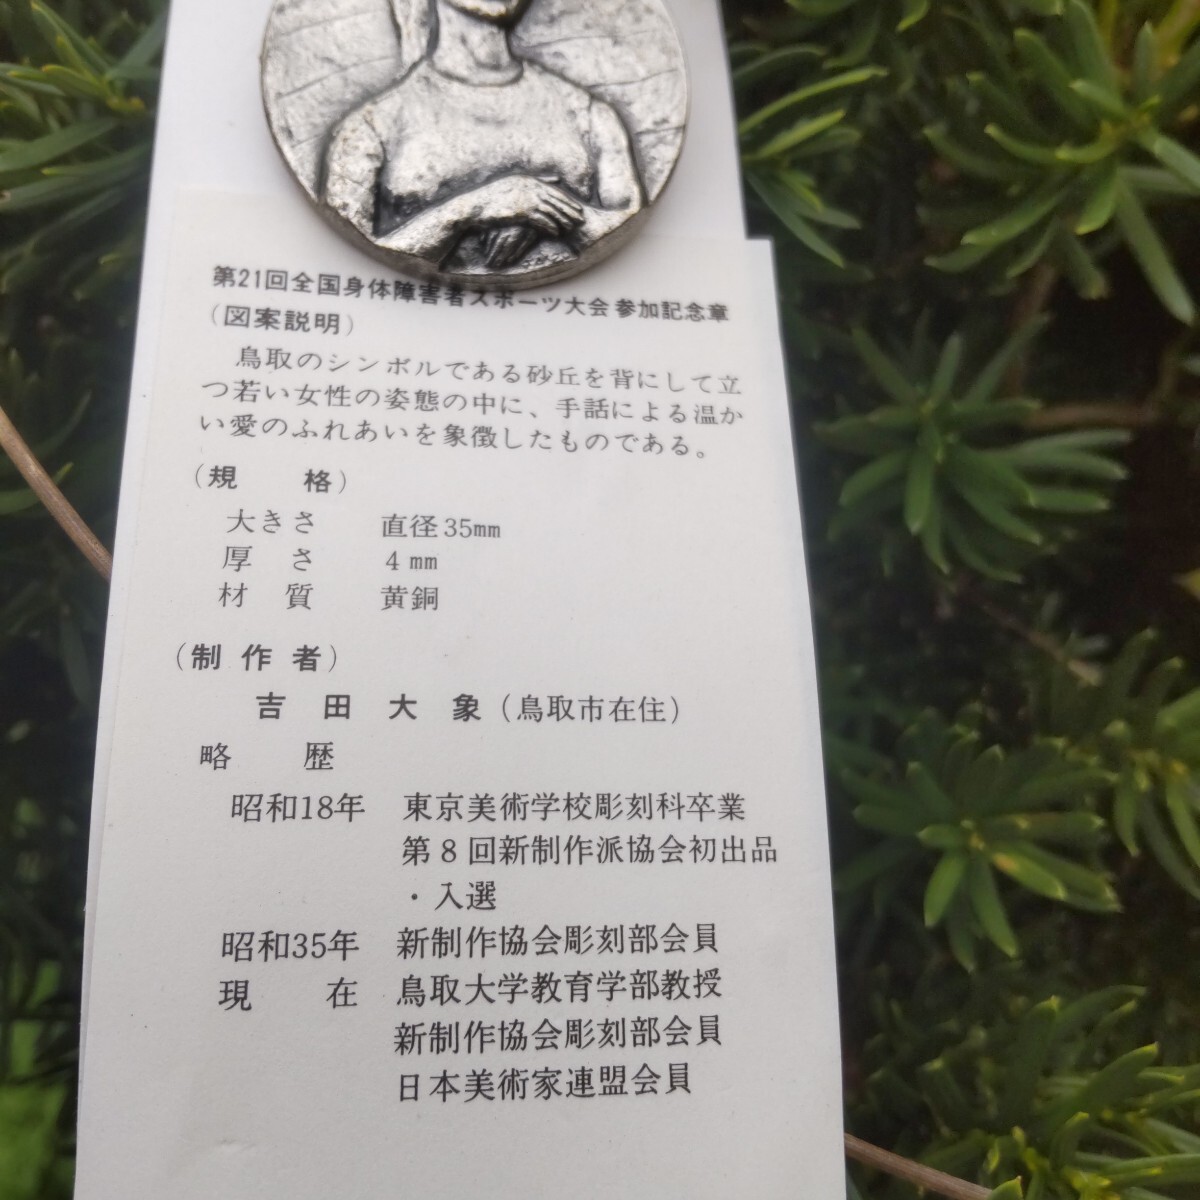 第21回全国身体障害者スポーツ大会参加記念章
(図案説明)
鳥取のシンボルである砂丘を背にして立
つ若い女性の姿態の中に、手話による温か
い愛のふれあいを象徴したものである。
(規　格)
大きさ　直径35mm
厚さ　4mm
材質　黄銅
(制作者)
吉田大象(鳥取市在住)
略歴
昭和18年　東京美術学校彫刻科卒業
第8回新制作派協会初出品
・入選
昭和35年　新制作協会彫刻部会員
現在　鳥取大学教育学部教授
新制作協会彫刻部会員
日本美術家連盟会員